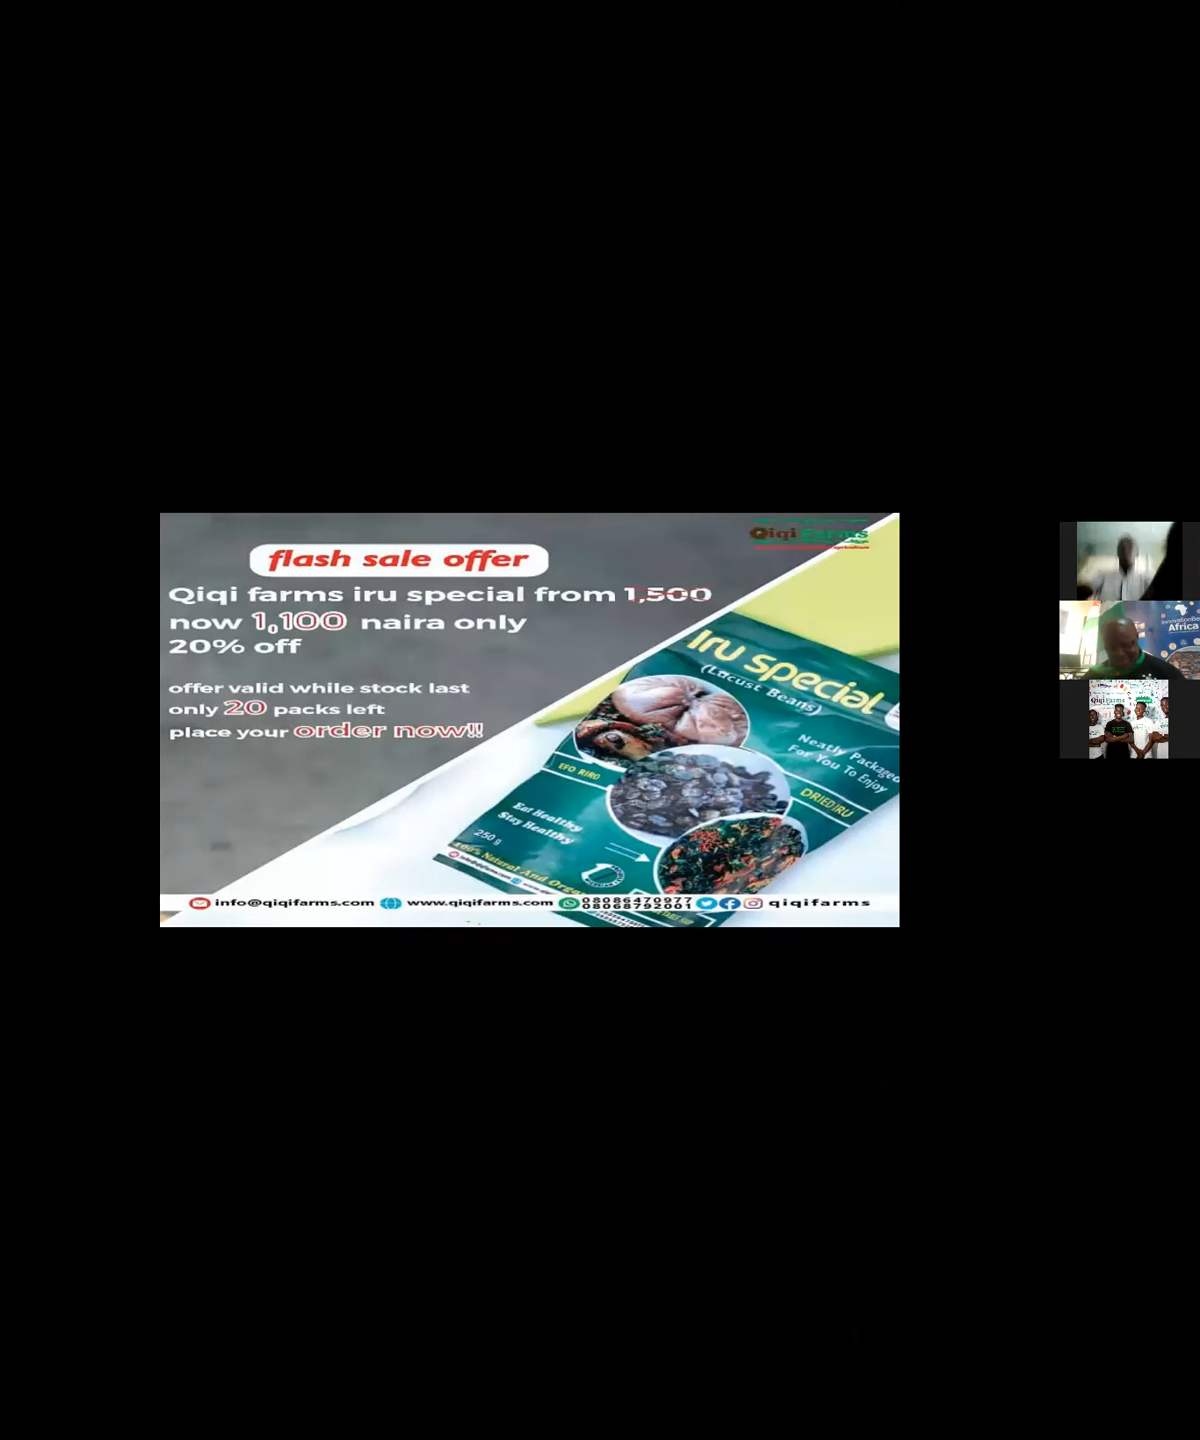 Qiqi Farms
flash sale offer
Qiqi farms iru special from 1,500
now 1,100 naira only
20% off
offer valid while stock last
only 20 packs left
place your order now!!
Iru special
(Locust Beans)
Neatly Packaged
For You To Enjoy
EFO RIRO
DRIED IRU
Eat Healthy
Stay Healthy
250g
100% Natural And
info@qiqifarms.com www.qiqifarms.com 08086470977
08068792001 qiqifarms
Africa
Qiqi Farms